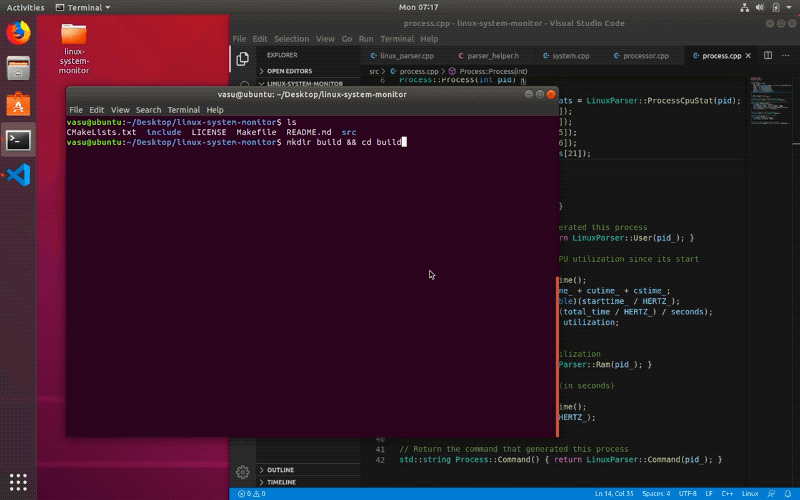 Activities
Terminal
Mon 07:17
process.cpp - linux-system-monitor - Visual Studio Code
File Edit Selection View Go Run Terminal Help
linux-
system-
monitor
EXPLORER
linux_parser.cpp
parser_helper.h
system.cpp
processor.cpp
process.cpp
OPEN EDITORS
src > process.cpp > Process::Process(int)
LINUX-SYSTEM-MONITOR
6 Process::Process(int pid) {
vasu@ubuntu: ~/Desktop/linux-system-monitor
File Edit View Search Terminal Help
vasu@ubuntu:~/Desktop/linux-system-monitor$ ls
CMakeLists.txt include LICENSE Makefile README.md src
vasu@ubuntu:~/Desktop/linux-system-monitor$ mkdir build && cd build
ats = LinuxParser::ProcessCpuStat(pid);
]);
]);
5]);
6]);
s[21]);
}
erated this process
rn LinuxParser::User(pid_); }
PU utilization since its start
ime();
me_ + cutime_ + cstime_;
ble)(starttime_ / HERTZ_);
(total_time / HERTZ_) / seconds);
utilization;
ilization
Parser::Ram(pid_); }
(in seconds)
ime();
HERTZ_);
40
41 // Return the command that generated this process
42 std::string Process::Command() { return LinuxParser::Command(pid_); }
OUTLINE
TIMELINE
0 0
Ln 14, Col 35 Spaces: 4 UTF-8 LF C++ Linux